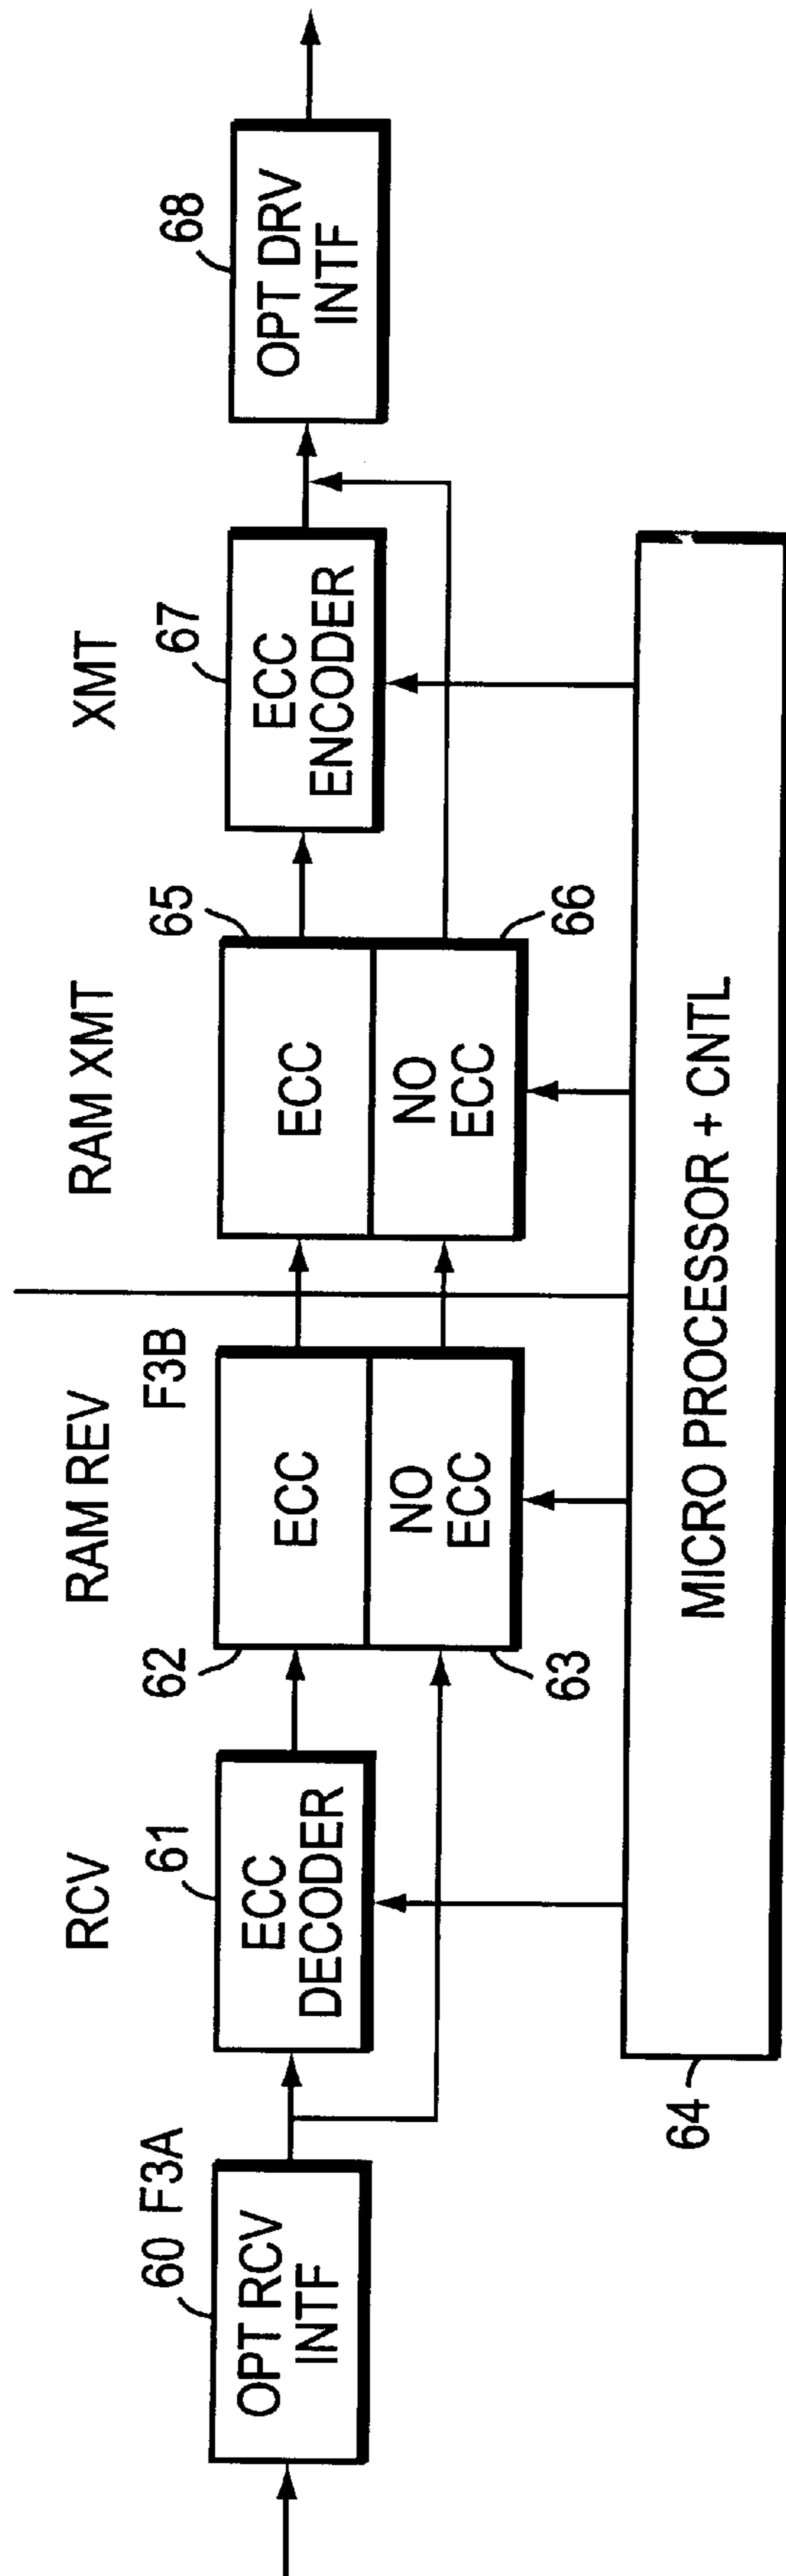 RCV
RAM REV
RAM XMT
XMT
60 F3A
61
62
F3B
65
67
68
OPT RCV
INTF
ECC
DECODER
ECC
NO
ECC
ECC
NO
ECC
ECC
ENCODER
OPT DRV
INTF
63
66
64
MICRO PROCESSOR + CNTL